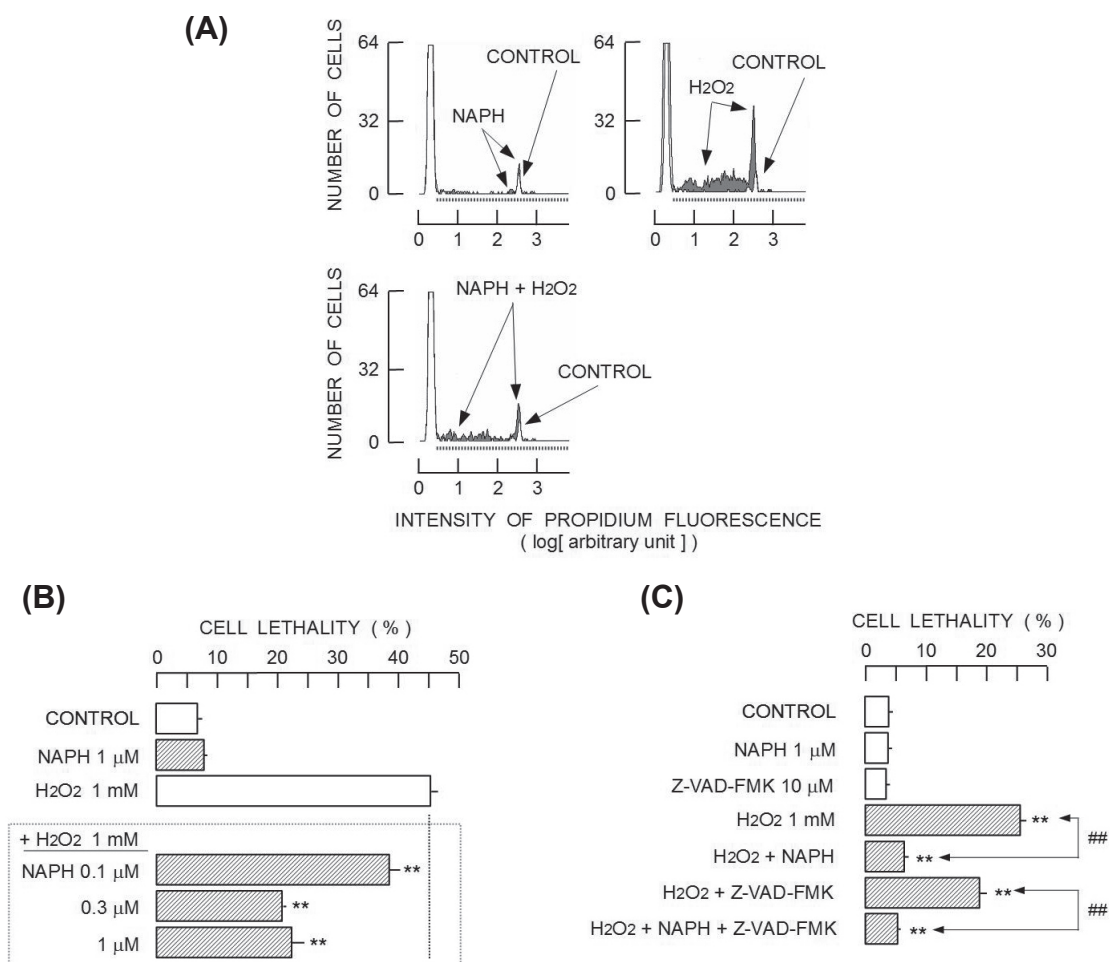 (A)
NUMBER OF CELLS
64
32
0
CONTROL
NAPH
0 1 2 3
64
32
0
CONTROL
H2O2
0 1 2 3
NUMBER OF CELLS
64
32
0
NAPH + H2O2
CONTROL
0 1 2 3
INTENSITY OF PROPIDIUM FLUORESCENCE
( log[ arbitrary unit ] )
(B)
CELL LETHALITY ( % )
0 10 20 30 40 50
CONTROL
NAPH 1 μM
H2O2 1 mM
+ H2O2 1 mM
NAPH 0.1 μM **
0.3 μM **
1 μM **
(C)
CELL LETHALITY ( % )
0 10 20 30
CONTROL
NAPH 1 μM
Z-VAD-FMK 10 μM
H2O2 1 mM **
##
H2O2 + NAPH **
H2O2 + Z-VAD-FMK **
##
H2O2 + NAPH + Z-VAD-FMK **